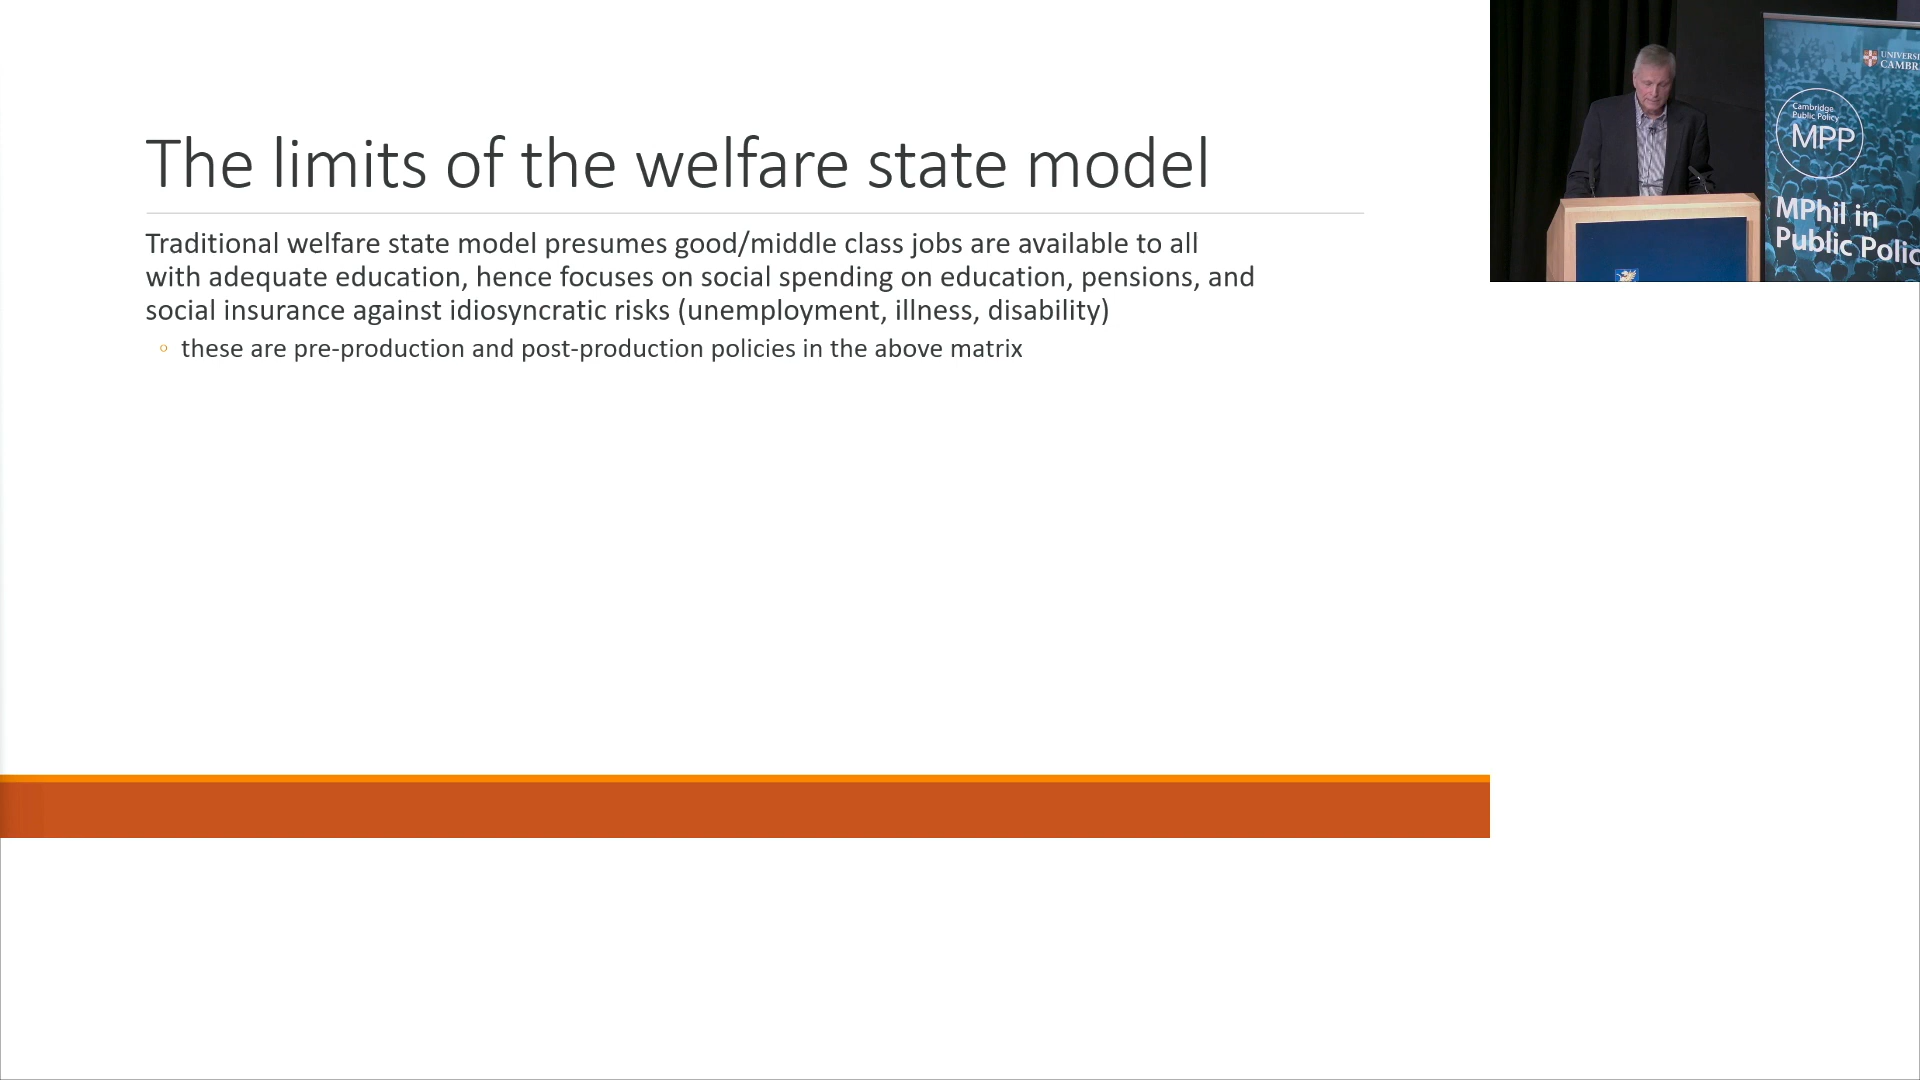 The limits of the welfare state model
Traditional welfare state model presumes good/middle class jobs are available to all
with adequate education, hence focuses on social spending on education, pensions, and
social insurance against idiosyncratic risks (unemployment, illness, disability)
◦ these are pre-production and post-production policies in the above matrix
UNIVERSI
CAMBR
Cambridge
Public Policy
MPP
MPhil in
Public Polic